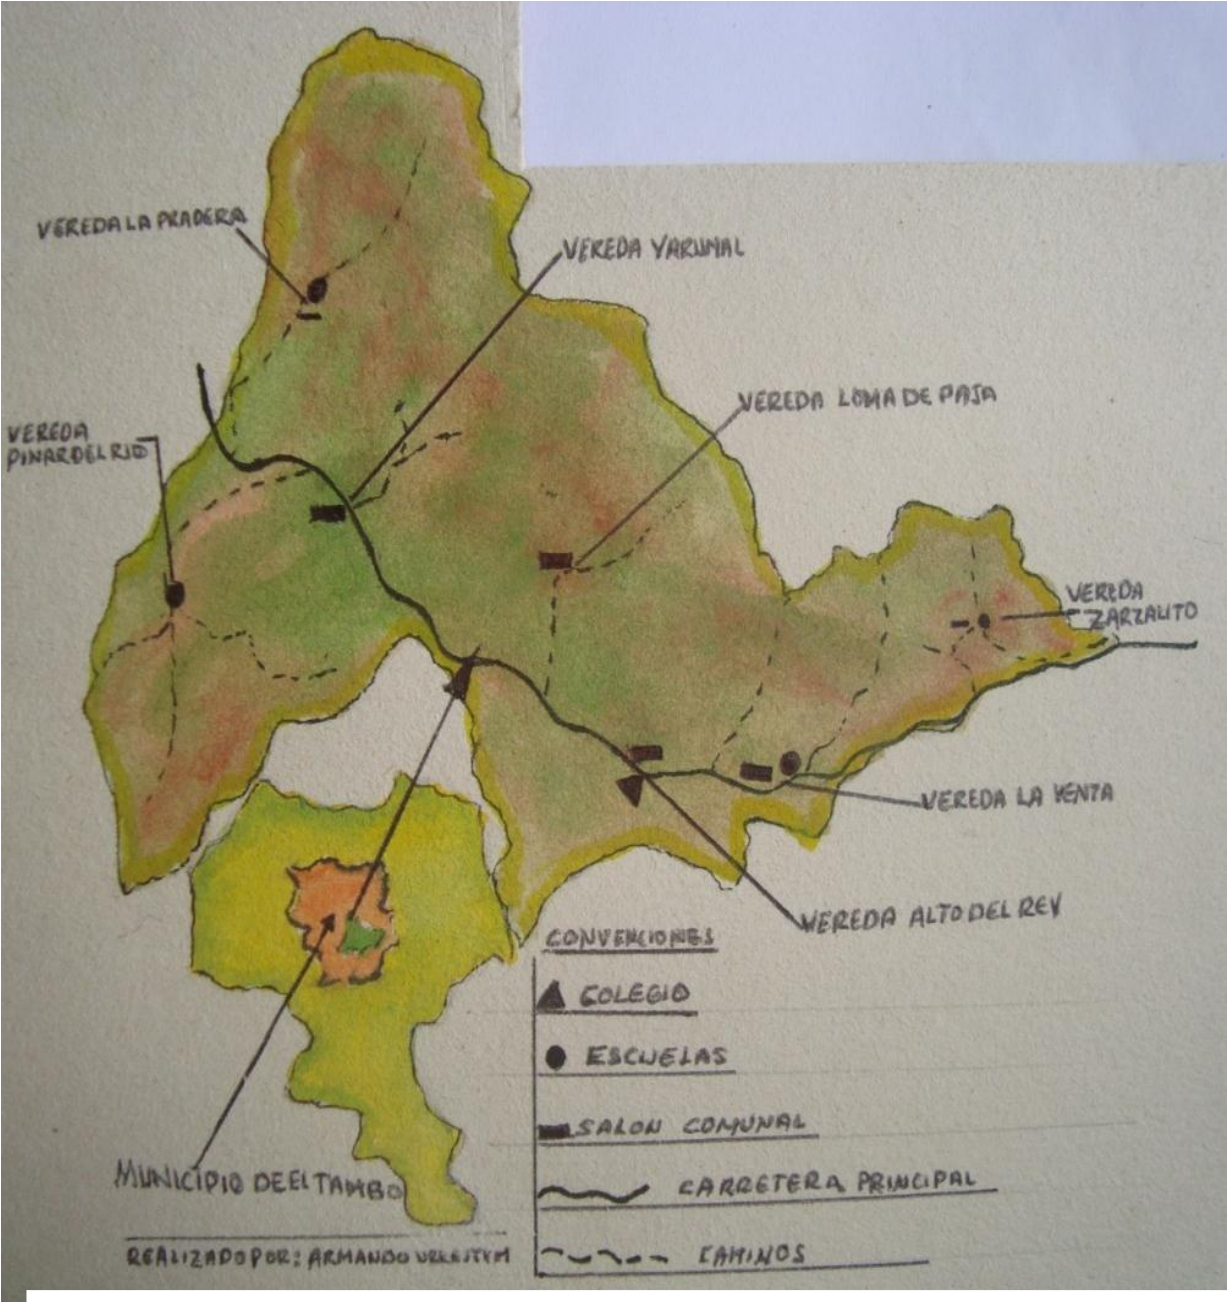 VEREDA LA PRADERA
VEREDA YARUMAL
VEREDA LOMA DE PAJA
VEREDA
PINAR DEL RIO
VEREDA
ZARZALITO
VEREDA LA VENTA
VEREDA ALTO DEL REY
CONVENCIONES
COLEGIO
ESCUELAS
SALON COMUNAL
CARRETERA PRINCIPAL
CAMINOS
MUNICIPIO DE EL TAMBO
REALIZADO POR: ARMANDO